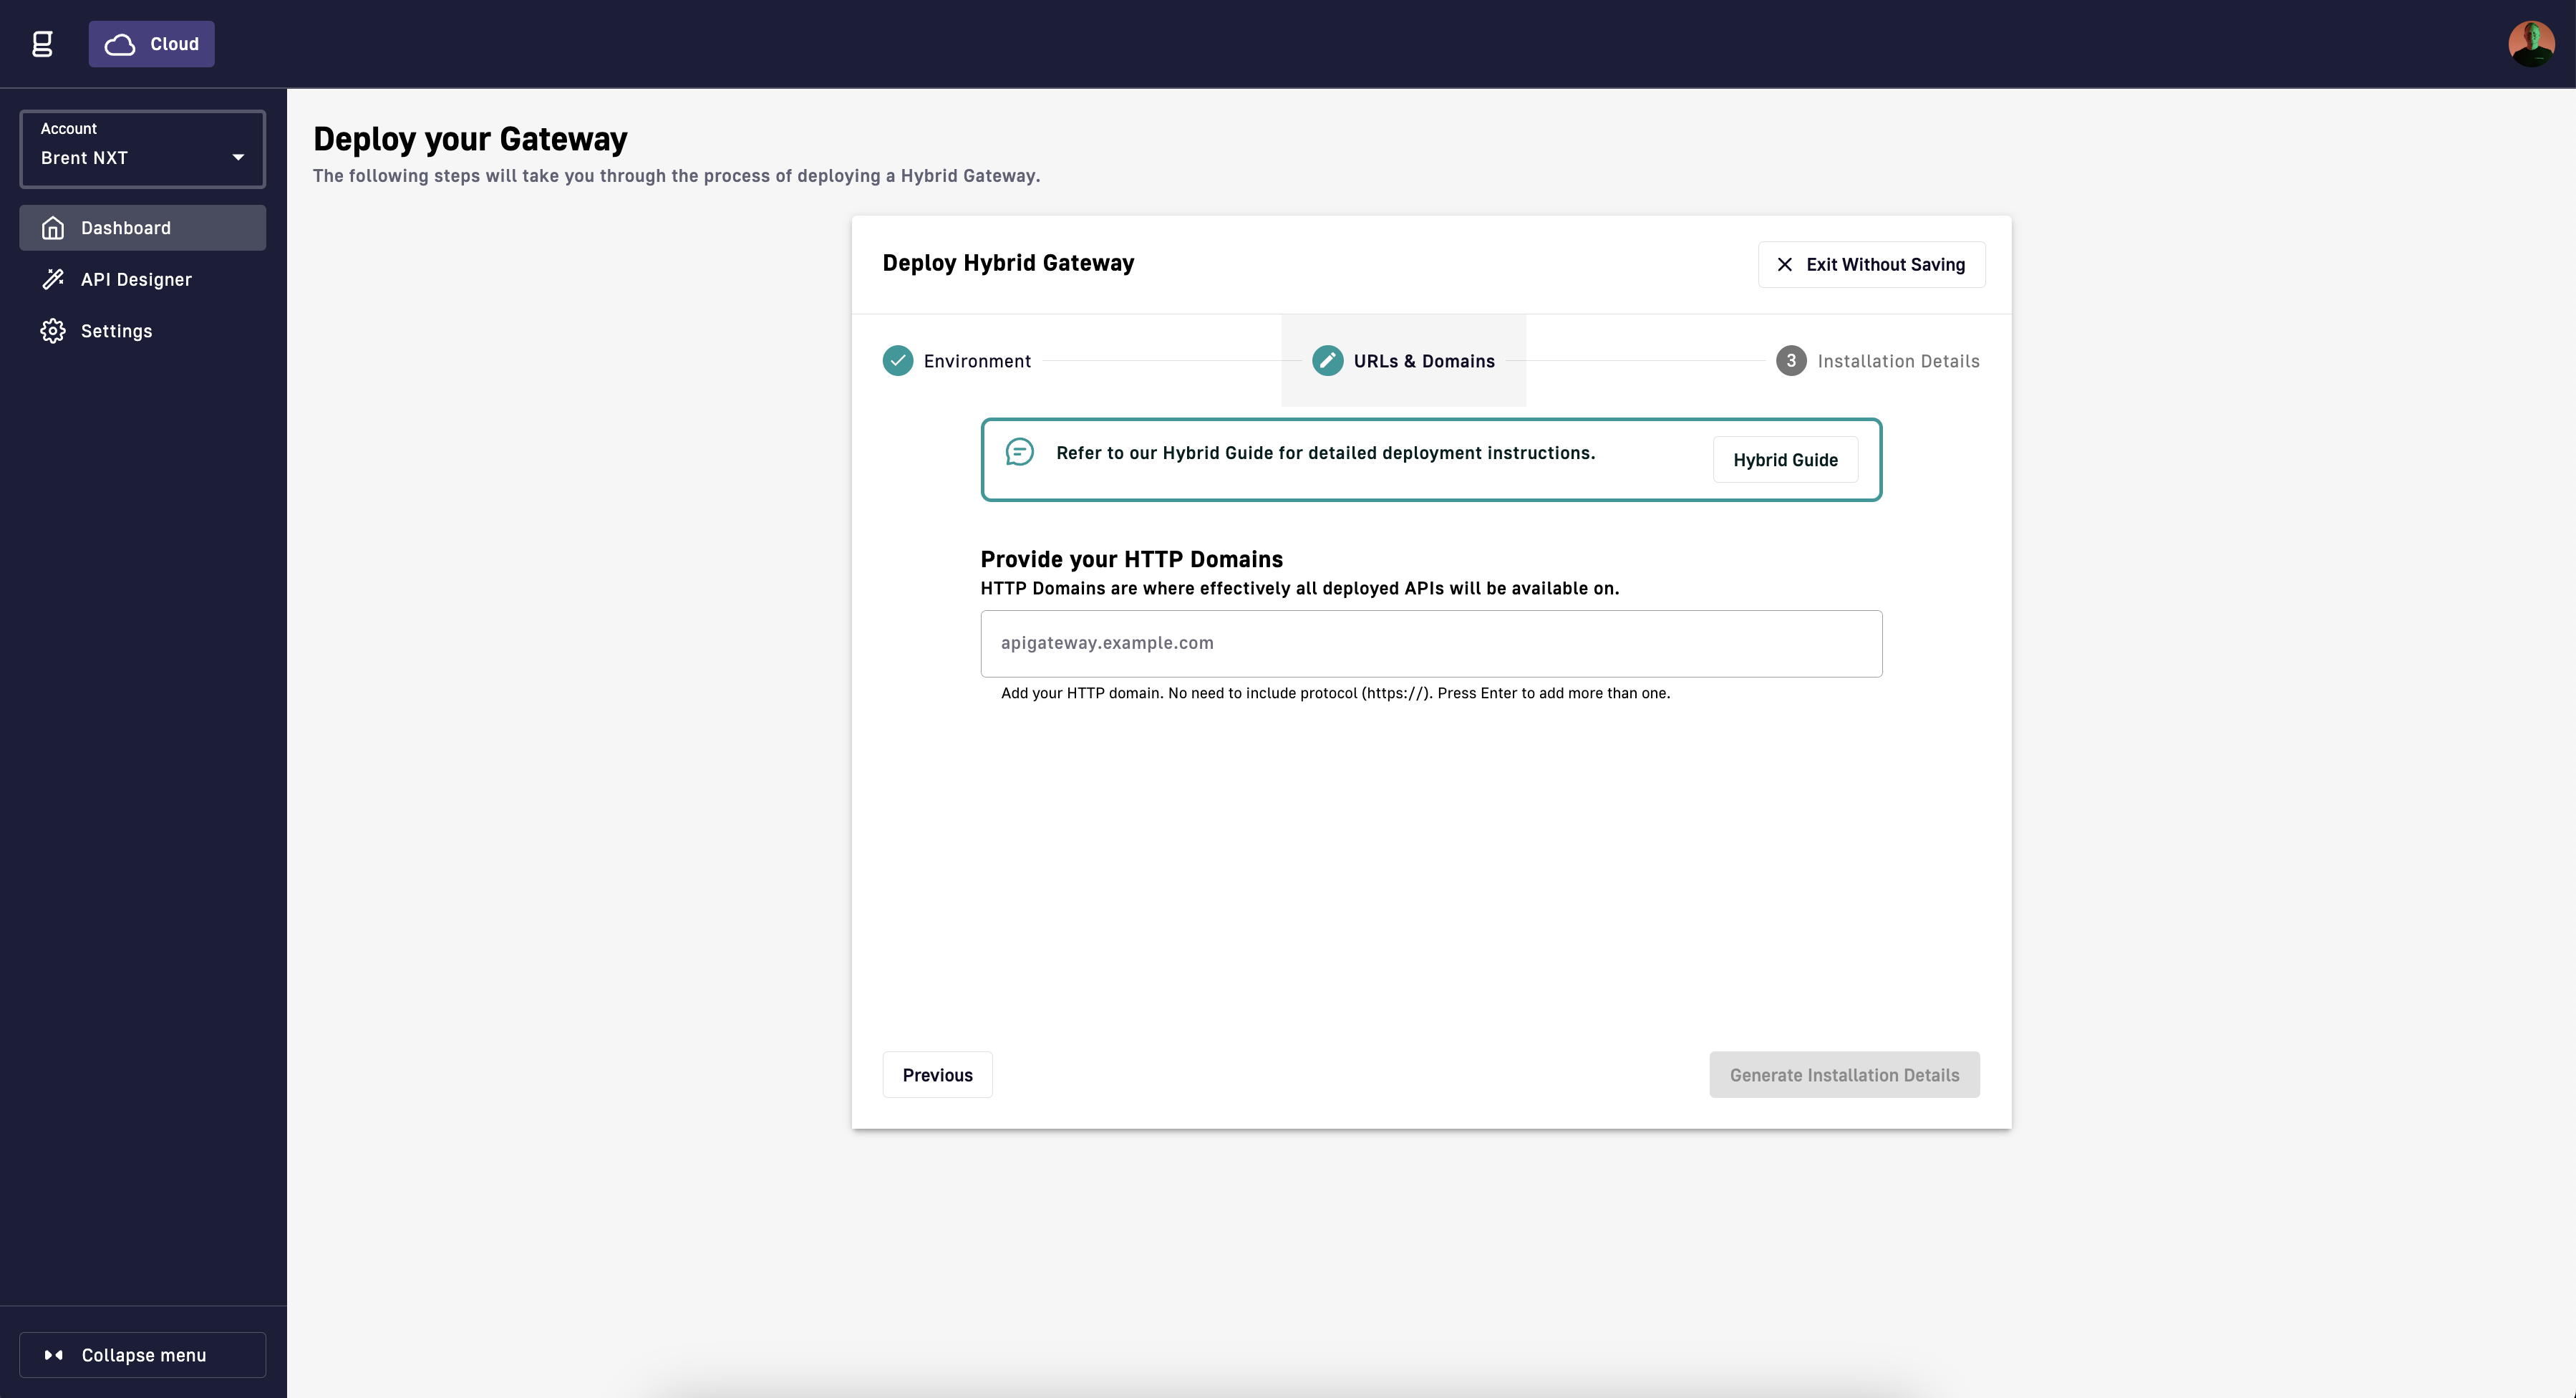 g
Cloud
Account
Brent NXT
Dashboard
API Designer
Settings
Collapse menu
Deploy your Gateway
The following steps will take you through the process of deploying a Hybrid Gateway.
Deploy Hybrid Gateway
Exit Without Saving
Environment
URLs & Domains
3 Installation Details
Refer to our Hybrid Guide for detailed deployment instructions.
Hybrid Guide
Provide your HTTP Domains
HTTP Domains are where effectively all deployed APIs will be available on.
apigateway.example.com
Add your HTTP domain. No need to include protocol (https://). Press Enter to add more than one.
Previous
Generate Installation Details